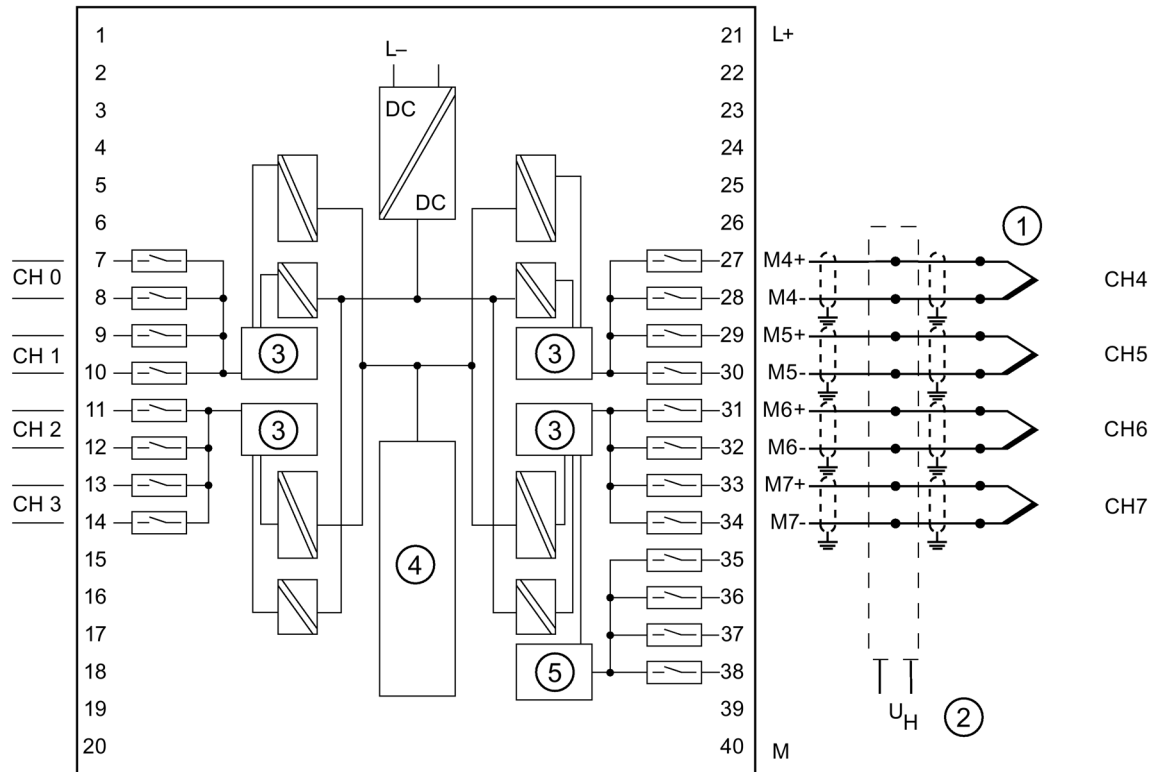 1 21 L+
L–
2 22
DC
3 23
4 24
5 25
DC
6 26
①
CH 0 7 27 M4+
CH4
8 28 M4-
CH 1 9 29 M5+
③ ③ CH5
10 30 M5-
CH 2 11 31 M6+
③ ③ CH6
12 32 M6-
CH 3 13 33 M7+
CH7
14 34 M7-
15 35
④
16 36
17 37
18 ⑤ 38
19 39
UH ②
20 40 M